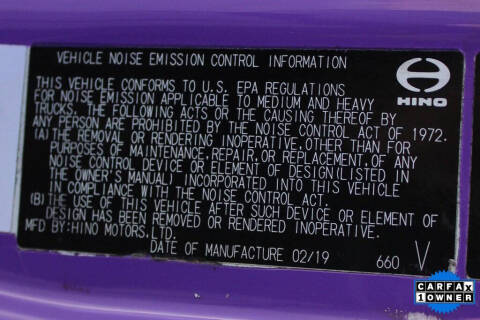 VEHICLE NOISE EMISSION CONTROL INFORMATION
THIS VEHICLE CONFORMS TO U.S. EPA REGULATIONS
FOR NOISE EMISSION APPLICABLE TO MEDIUM AND HEAVY
TRUCKS. THE FOLLOWING ACTS OR THE CAUSING THEREOF BY
ANY PERSON ARE PROHIBITED BY THE NOISE CONTROL ACT OF 1972.
(A) THE REMOVAL OR RENDERING INOPERATIVE, OTHER THAN FOR
PURPOSES OF MAINTENANCE, REPAIR, OR REPLACEMENT, OF ANY
NOISE CONTROL DEVICE OR ELEMENT OF DESIGN(LISTED IN
THE OWNER'S MANUAL) INCORPORATED INTO THIS VEHICLE
IN COMPLIANCE WITH THE NOISE CONTROL ACT.
(B) THE USE OF THIS VEHICLE AFTER SUCH DEVICE OR ELEMENT OF
DESIGN HAS BEEN REMOVED OR RENDERED INOPERATIVE.
MFD BY:HINO MOTORS,LTD.
DATE OF MANUFACTURE 02/19 660 V
HINO
CARFAX
1 OWNER